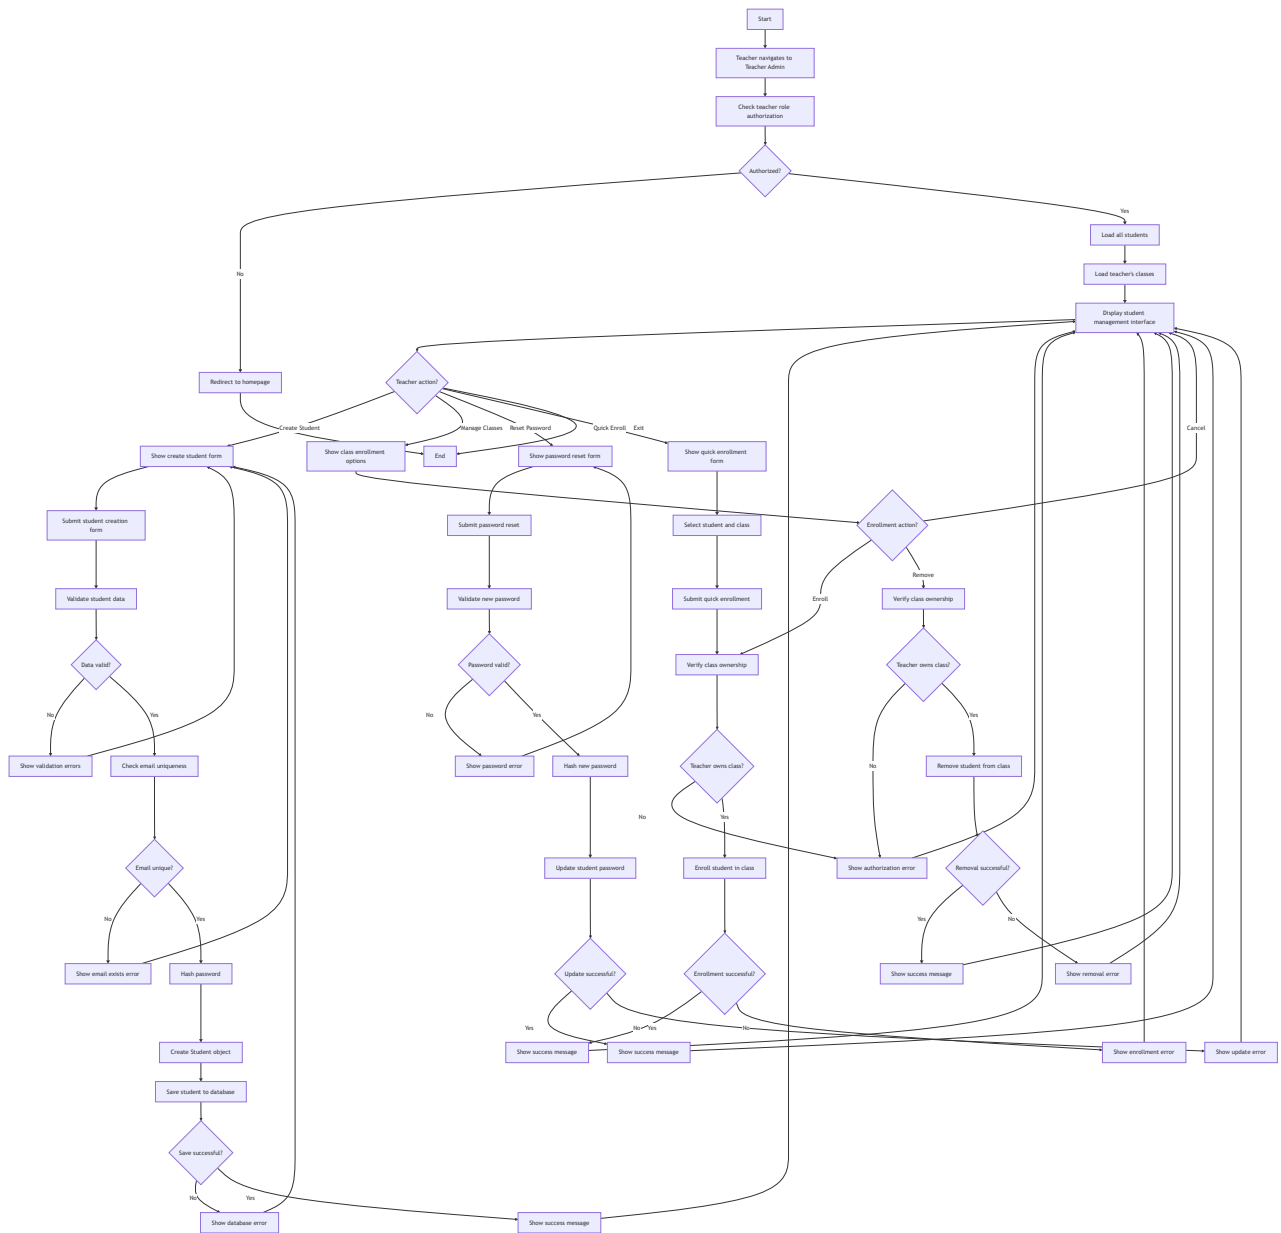 Start
Teacher navigates to
Teacher Admin
Check teacher role
authorization
Authorized?
Yes
Load all students
No
Load teacher's classes
Display student
management interface
Redirect to homepage
Teacher action?
Create Student
Manage Classes
Reset Password
Quick Enroll
Exit
Cancel
Show create student form
Show class enrollment
options
End
Show password reset form
Show quick enrollment
form
Submit student creation
form
Submit password reset
Select student and class
Enrollment action?
Remove
Validate student data
Validate new password
Submit quick enrollment
Enroll
Verify class ownership
Data valid?
Password valid?
Verify class ownership
Teacher owns class?
No
Yes
No
Yes
Yes
Show validation errors
Check email uniqueness
Show password error
Hash new password
Teacher owns class?
No
Remove student from class
No
Yes
Email unique?
Update student password
Enroll student in class
Show authorization error
Removal successful?
No
Yes
Yes
No
Show email exists error
Hash password
Update successful?
Enrollment successful?
Show success message
Show removal error
Yes
No
Yes
No
Create Student object
Show success message
Show success message
Show enrollment error
Show update error
Save student to database
Save successful?
No
Yes
Show database error
Show success message